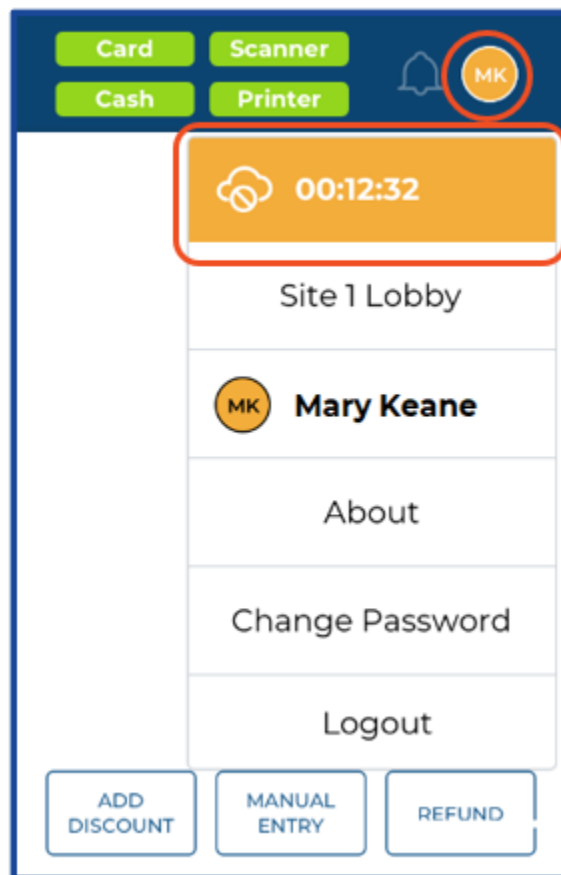 Card Scanner
Cash Printer
MK
00:12:32
Site 1 Lobby
MK Mary Keane
About
Change Password
Logout
ADD
DISCOUNT
MANUAL
ENTRY
REFUND